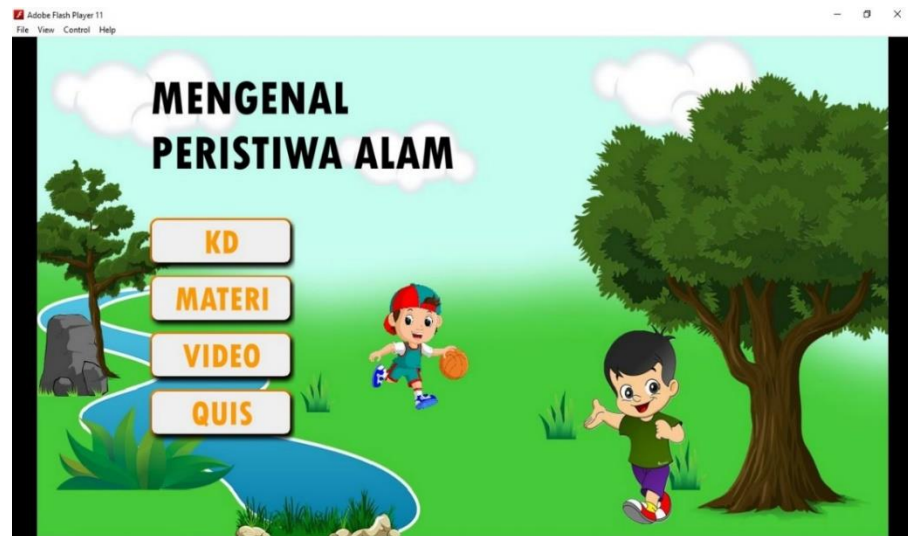 Adobe Flash Player 11
File View Control Help
MENGENAL
PERISTIWA ALAM
KD
MATERI
VIDEO
QUIS